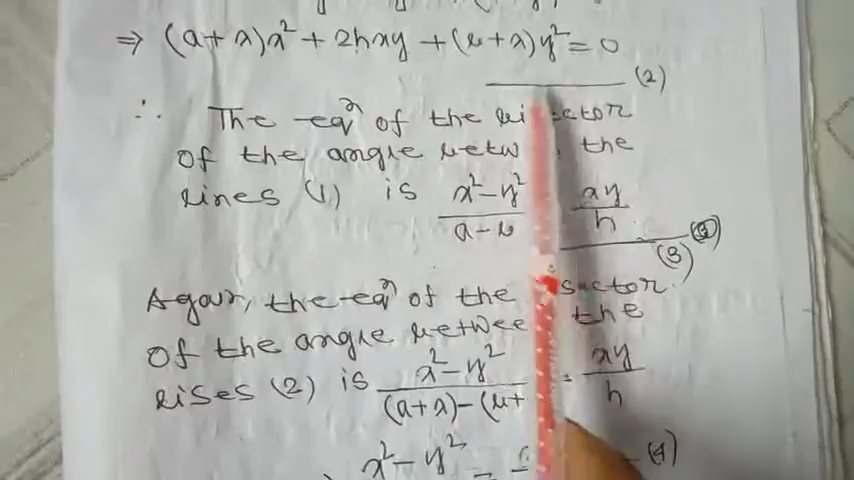 ⇒ (a+λ)x² + 2hxy + (b+λ)y² = 0
(2)
∴ The eqⁿ of the bisector
of the angle betw the
lines (1) is (x²-y²)/(a-b) xy/h
(3)
Again, the eqⁿ of the sector
of the angle betwee the
lines (2) is (x²-y²)/((a+λ)-(b+ = xy/h
x²-y² = (4)